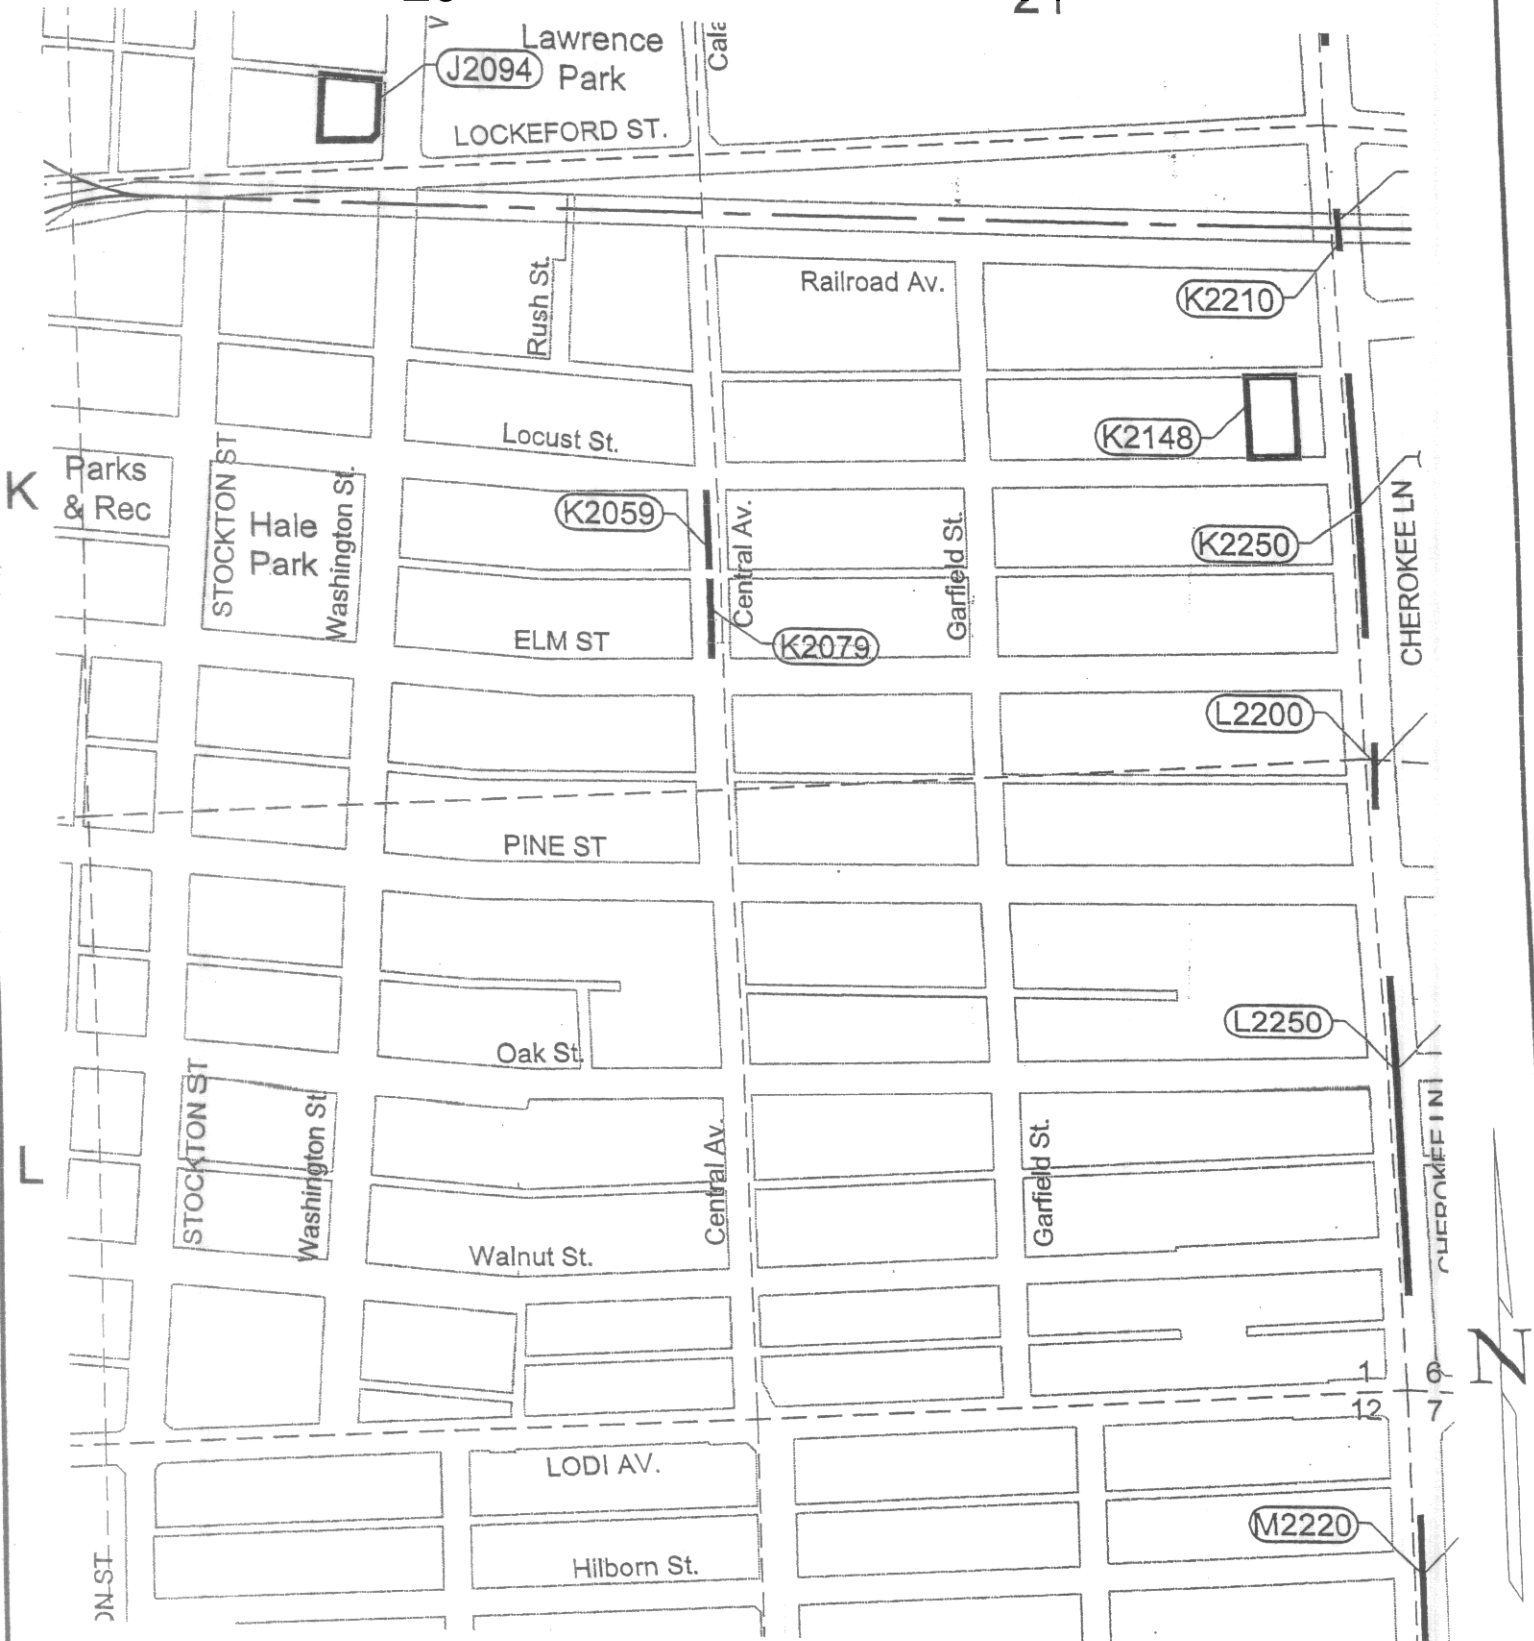 21
Lawrence
Park
J2094
LOCKEFORD ST.
Railroad Av.
Rush St.
K2210
Locust St.
K2148
K
Parks
& Rec
STOCKTON ST
Hale
Park
Washington St.
K2059
Central Av.
Garfield St.
K2250
CHEROKEE LN
ELM ST
K2079
L2200
PINE ST
L2250
Oak St.
L
STOCKTON ST
Washington St
Central Av.
Garfield St.
CHEROKEE LN
Walnut St.
1
6
12
7
N
LODI AV.
M2220
Hilborn St.
ON ST